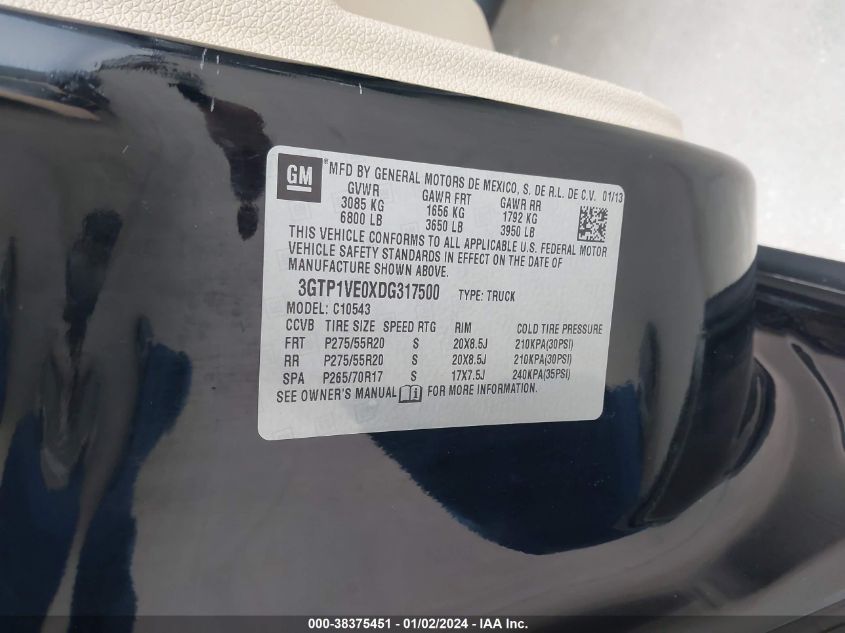 GM ® MFD BY GENERAL MOTORS DE MEXICO, S. DE R.L. DE C.V. 01/13
GVWR GAWR FRT GAWR RR
3085 KG 1656 KG 1792 KG
6800 LB 3650 LB 3950 LB
THIS VEHICLE CONFORMS TO ALL APPLICABLE U.S. FEDERAL MOTOR
VEHICLE SAFETY STANDARDS IN EFFECT ON THE DATE OF
MANUFACTURE SHOWN ABOVE.
3GTP1VE0XDG317500 TYPE: TRUCK
MODEL: C10543
CCVB TIRE SIZE SPEED RTG RIM COLD TIRE PRESSURE
FRT P275/55R20 S 20X8.5J 210KPA(30PSI)
RR P275/55R20 S 20X8.5J 210KPA(30PSI)
SPA P265/70R17 S 17X7.5J 240KPA(35PSI)
SEE OWNER'S MANUAL i FOR MORE INFORMATION.
000-38375451 - 01/02/2024 - U.S./CDN Inc.